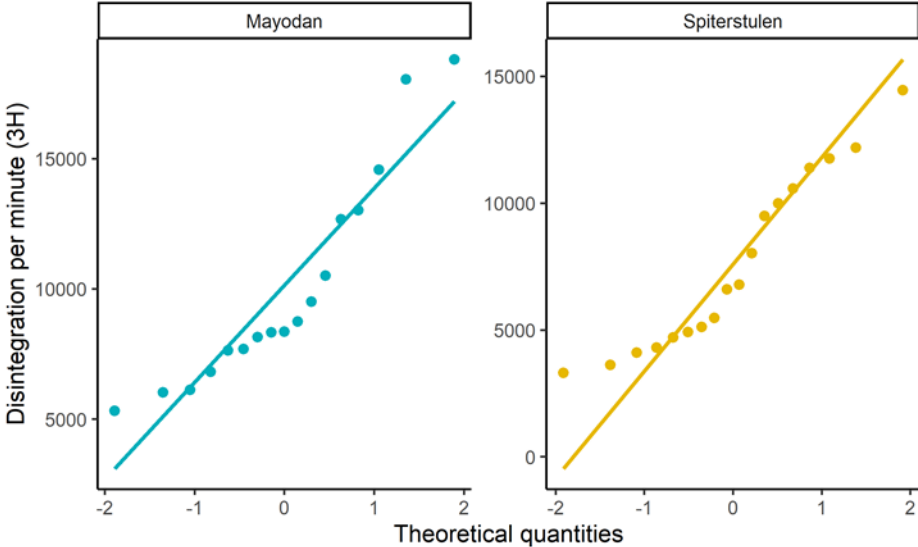 Mayodan
Spiterstulen
Disintegration per minute (3H)
15000
10000
5000
15000
10000
5000
0
-2 -1 0 1 2
-2 -1 0 1 2
Theoretical quantities